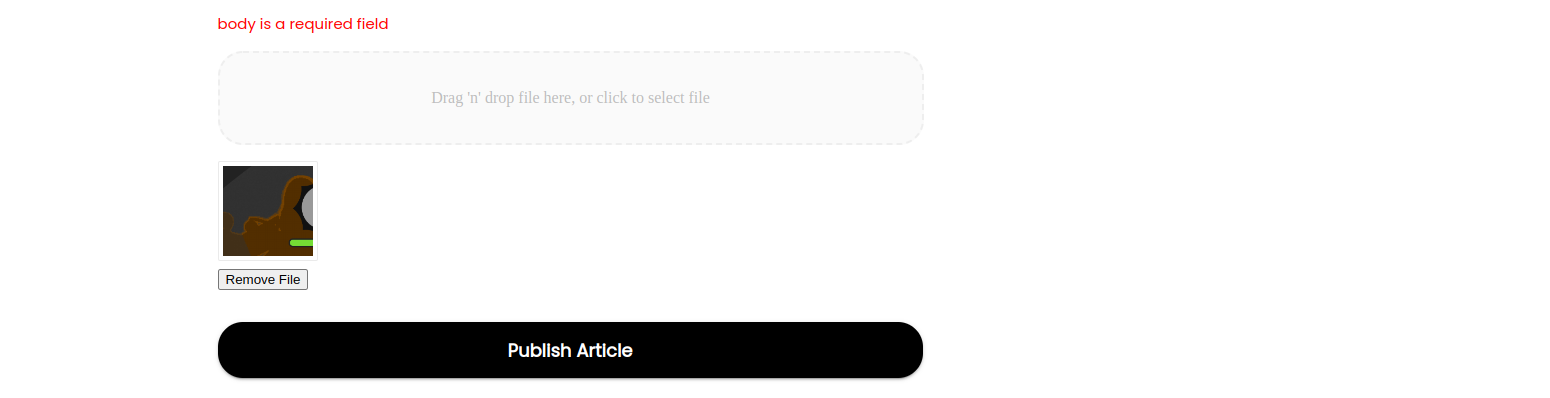 body is a required field
Drag 'n' drop file here, or click to select file
Remove File
Publish Article